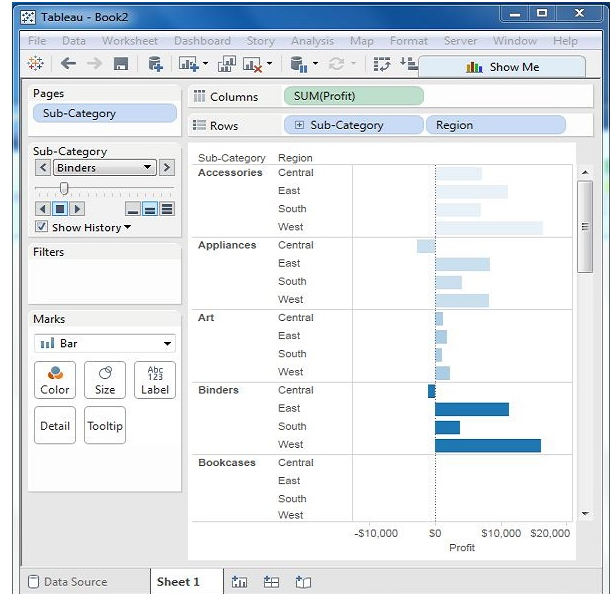 Tableau - Book2
File Data Worksheet Dashboard Story Analysis Map Format Server Window Help
Show Me
Pages
Sub-Category
Columns SUM(Profit)
Rows Sub-Category Region
Sub-Category
Binders
Show History
Filters
Marks
Bar
Color Size Abc 123 Label
Detail Tooltip
Sub-Category Region
Accessories Central
East
South
West
Appliances Central
East
South
West
Art Central
East
South
West
Binders Central
East
South
West
Bookcases Central
East
South
West
-$10,000 $0 $10,000 $20,000
Profit
Data Source Sheet 1